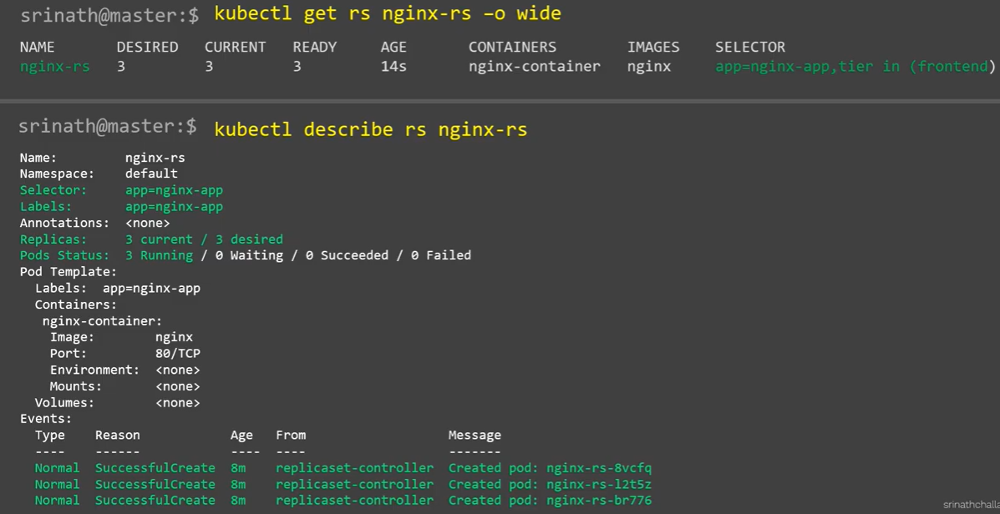 srinath@master:$ kubectl get rs nginx-rs –o wide
NAME DESIRED CURRENT READY AGE CONTAINERS IMAGES SELECTOR
nginx-rs 3 3 3 14s nginx-container nginx app=nginx-app,tier in (frontend)
srinath@master:$ kubectl describe rs nginx-rs
Name: nginx-rs
Namespace: default
Selector: app=nginx-app
Labels: app=nginx-app
Annotations: <none>
Replicas: 3 current / 3 desired
Pods Status: 3 Running / 0 Waiting / 0 Succeeded / 0 Failed
Pod Template:
Labels: app=nginx-app
Containers:
nginx-container:
Image: nginx
Port: 80/TCP
Environment: <none>
Mounts: <none>
Volumes: <none>
Events:
Type Reason Age From Message
---- ------ ---- ---- -------
Normal SuccessfulCreate 8m replicaset-controller Created pod: nginx-rs-8vcfq
Normal SuccessfulCreate 8m replicaset-controller Created pod: nginx-rs-l2t5z
Normal SuccessfulCreate 8m replicaset-controller Created pod: nginx-rs-br776